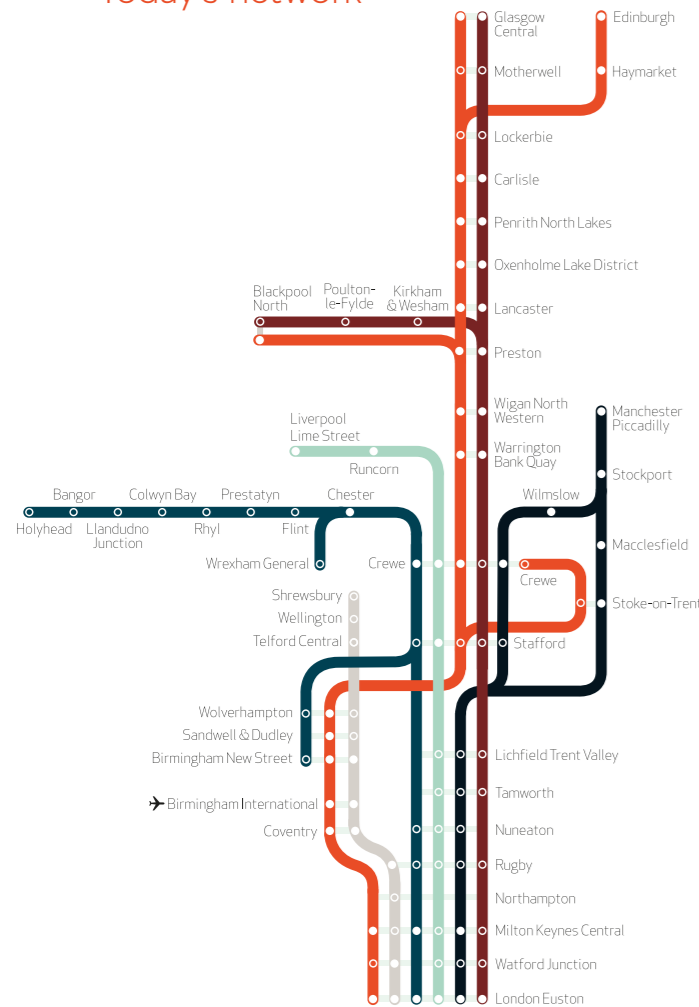 Today's network
Glasgow
Central
Edinburgh
Motherwell
Haymarket
Lockerbie
Carlisle
Penrith North Lakes
Oxenholme Lake District
Blackpool
North
Poulton-
le-Fylde
Kirkham
& Wesham
Lancaster
Preston
Wigan North
Western
Manchester
Piccadilly
Liverpool
Lime Street
Runcorn
Warrington
Bank Quay
Stockport
Bangor
Colwyn Bay
Prestatyn
Chester
Wilmslow
Holyhead
Llandudno
Junction
Rhyl
Flint
Macclesfield
Wrexham General
Crewe
Crewe
Shrewsbury
Stoke-on-Trent
Wellington
Telford Central
Stafford
Wolverhampton
Sandwell & Dudley
Birmingham New Street
Lichfield Trent Valley
Tamworth
Birmingham International
Coventry
Nuneaton
Rugby
Northampton
Milton Keynes Central
Watford Junction
London Euston